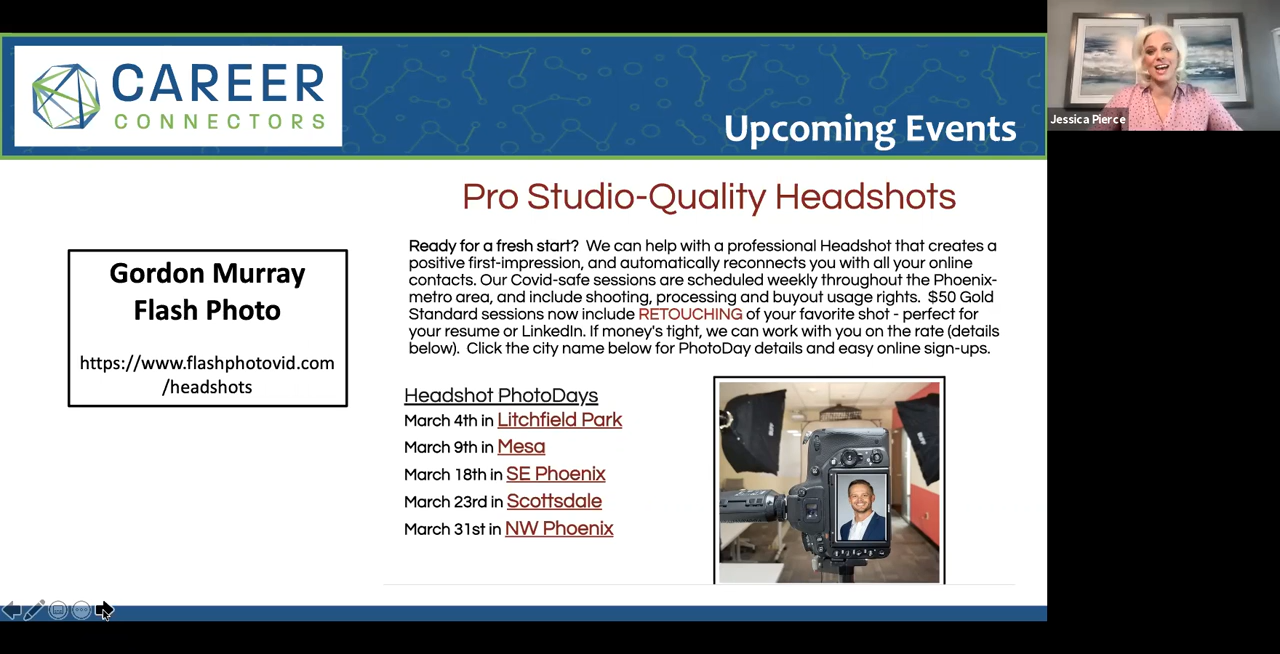 CAREER
CONNECTORS
Upcoming Events
Jessica Pierce
Pro Studio-Quality Headshots
Gordon Murray
Flash Photo
https://www.flashphotovid.com
/headshots
Ready for a fresh start? We can help with a professional Headshot that creates a
positive first-impression, and automatically reconnects you with all your online
contacts. Our Covid-safe sessions are scheduled weekly throughout the Phoenix-
metro area, and include shooting, processing and buyout usage rights. $50 Gold
Standard sessions now include RETOUCHING of your favorite shot - perfect for
your resume or LinkedIn. If money's tight, we can work with you on the rate (details
below). Click the city name below for PhotoDay details and easy online sign-ups.
Headshot PhotoDays
March 4th in Litchfield Park
March 9th in Mesa
March 18th in SE Phoenix
March 23rd in Scottsdale
March 31st in NW Phoenix